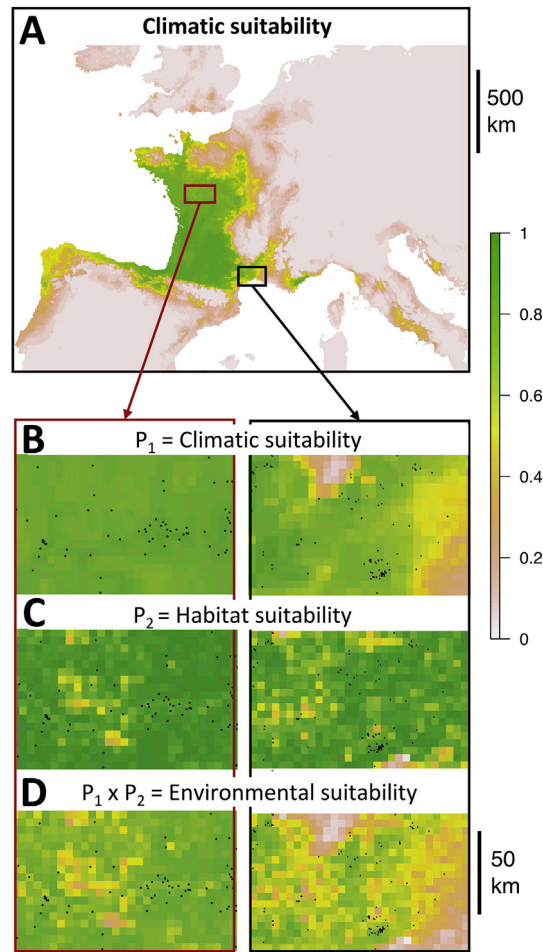 A
Climatic suitability
500
km
1
0.8
0.6
0.4
0.2
0
B
P₁ = Climatic suitability
C
P₂ = Habitat suitability
D
P₁ x P₂ = Environmental suitability
50
km